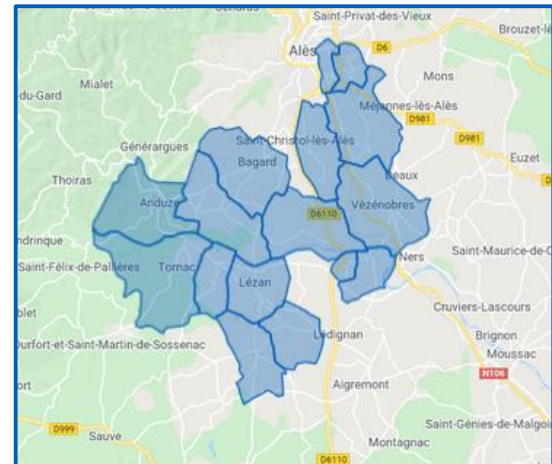 Saint-Privat-des-Vieux
Brouzet-lè
Alès
D6
Mons
Mialet
-du-Gard
Méjannes-lès-Alès
D981
D981
Générargues
Saint-Christol-lès-Alès
Bagard
Euzet
Thoiras
Deaux
Anduze
Vézénobres
D6110
ndrinque
Saint-Maurice-de-C
Saint-Félix-de-Pallières
Tornac
Ners
Lézan
Cruviers-Lascours
Lédignan
Brignon
Durfort-et-Saint-Martin-de-Sossenac
Moussac
N106
Aigremont
D999
Sauve
Saint-Génies-de-Malgoi
Montagnac
D6110